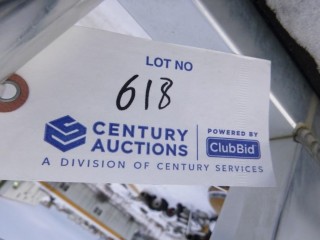 LOT NO
618
CENTURY AUCTIONS
POWERED BY
ClubBid
A DIVISION OF CENTURY SERVICES